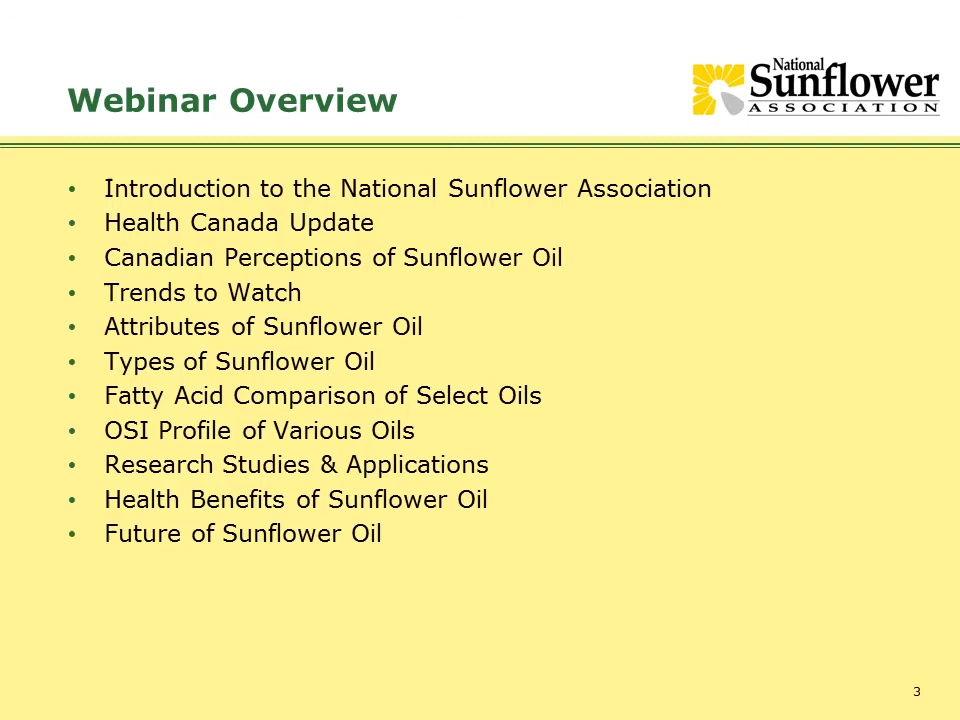 Webinar Overview
National
Sunflower
ASSOCIATION
• Introduction to the National Sunflower Association
• Health Canada Update
• Canadian Perceptions of Sunflower Oil
• Trends to Watch
• Attributes of Sunflower Oil
• Types of Sunflower Oil
• Fatty Acid Comparison of Select Oils
• OSI Profile of Various Oils
• Research Studies & Applications
• Health Benefits of Sunflower Oil
• Future of Sunflower Oil
3